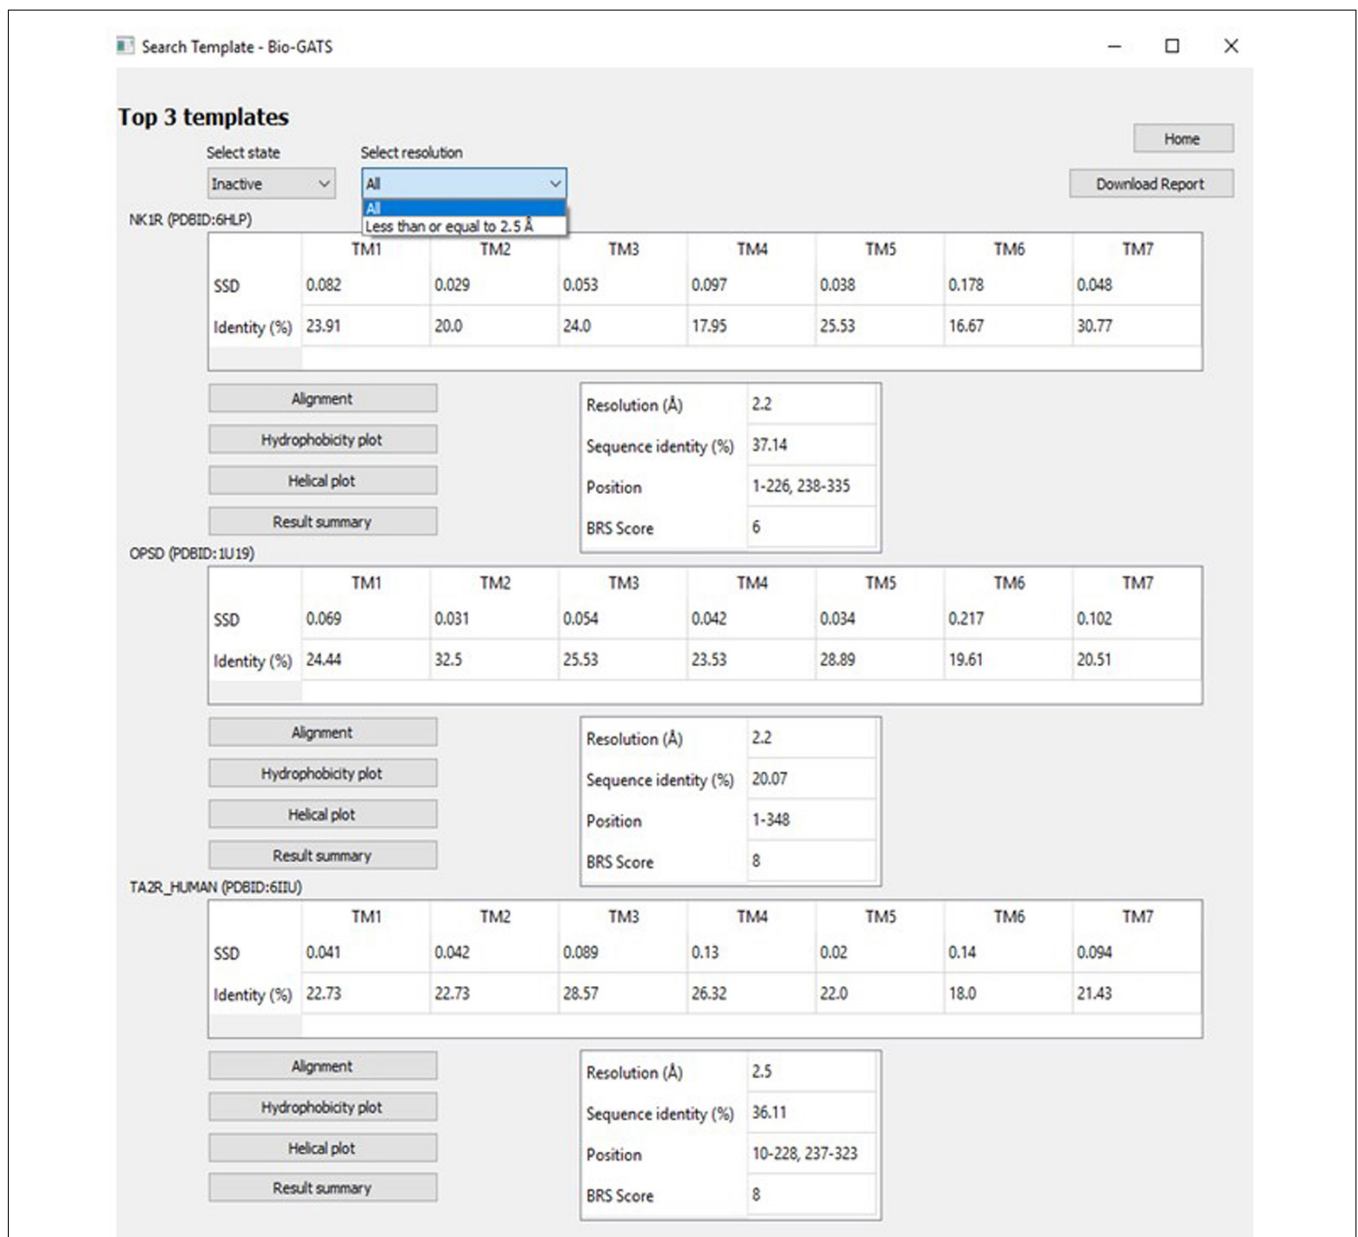 Search Template - Bio-GATS
Top 3 templates
Home
Select state Select resolution
Inactive All Download Report
All
NK1R (PDBID:6HLP)
Less than or equal to 2.5 Å
TM1 TM2 TM3 TM4 TM5 TM6 TM7
SSD 0.082 0.029 0.053 0.097 0.038 0.178 0.048
Identity (%) 23.91 20.0 24.0 17.95 25.53 16.67 30.77
Alignment
Hydrophobicity plot
Helical plot
Result summary
Resolution (Å) 2.2
Sequence identity (%) 37.14
Position 1-226, 238-335
BRS Score 6
OPSD (PDBID:1U19)
TM1 TM2 TM3 TM4 TM5 TM6 TM7
SSD 0.069 0.031 0.054 0.042 0.034 0.217 0.102
Identity (%) 24.44 32.5 25.53 23.53 28.89 19.61 20.51
Alignment
Hydrophobicity plot
Helical plot
Result summary
Resolution (Å) 2.2
Sequence identity (%) 20.07
Position 1-348
BRS Score 8
TA2R_HUMAN (PDBID:6IIU)
TM1 TM2 TM3 TM4 TM5 TM6 TM7
SSD 0.041 0.042 0.089 0.13 0.02 0.14 0.094
Identity (%) 22.73 22.73 28.57 26.32 22.0 18.0 21.43
Alignment
Hydrophobicity plot
Helical plot
Result summary
Resolution (Å) 2.5
Sequence identity (%) 36.11
Position 10-228, 237-323
BRS Score 8